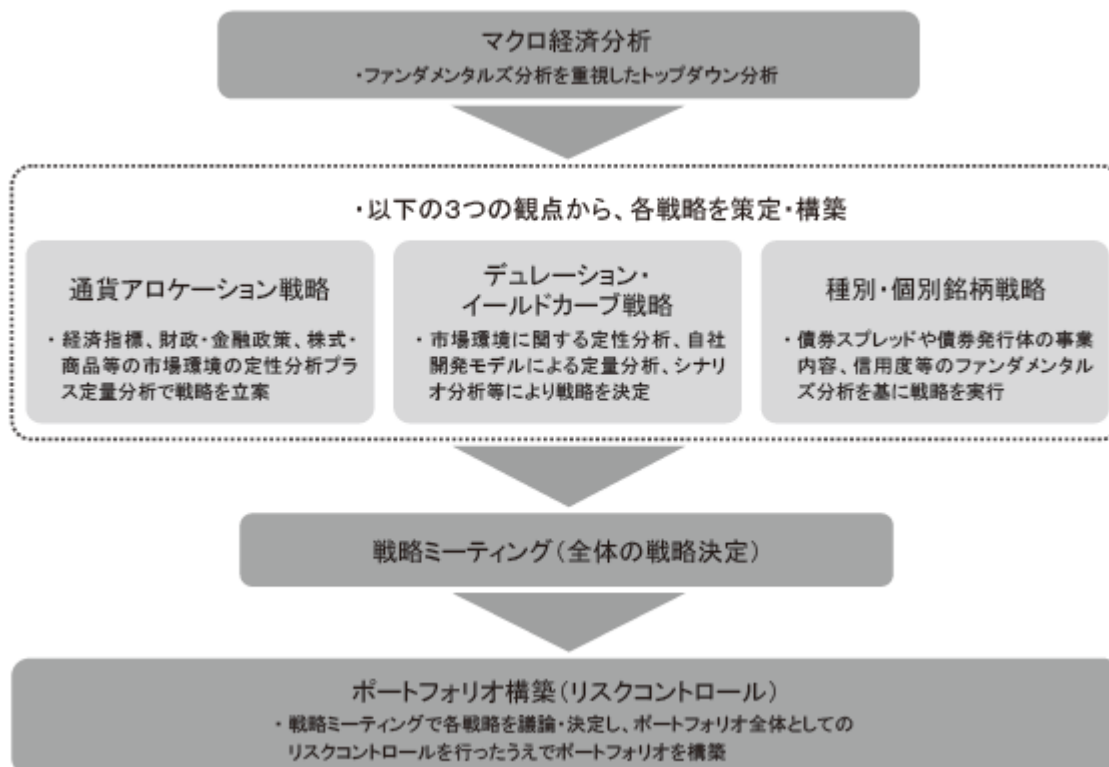 マクロ経済分析
・ファンダメンタルズ分析を重視したトップダウン分析
・以下の3つの観点から、各戦略を策定・構築
通貨アロケーション戦略
・経済指標、財政・金融政策、株式・
商品等の市場環境の定性分析プラ
ス定量分析で戦略を立案
デュレーション・
イールドカーブ戦略
・市場環境に関する定性分析、自社
開発モデルによる定量分析、シナリ
オ分析等により戦略を決定
種別・個別銘柄戦略
・債券スプレッドや債券発行体の事業
内容、信用度等のファンダメンタル
ズ分析を基に戦略を実行
戦略ミーティング(全体の戦略決定)
ポートフォリオ構築(リスクコントロール)
・戦略ミーティングで各戦略を議論・決定し、ポートフォリオ全体としての
リスクコントロールを行ったうえでポートフォリオを構築